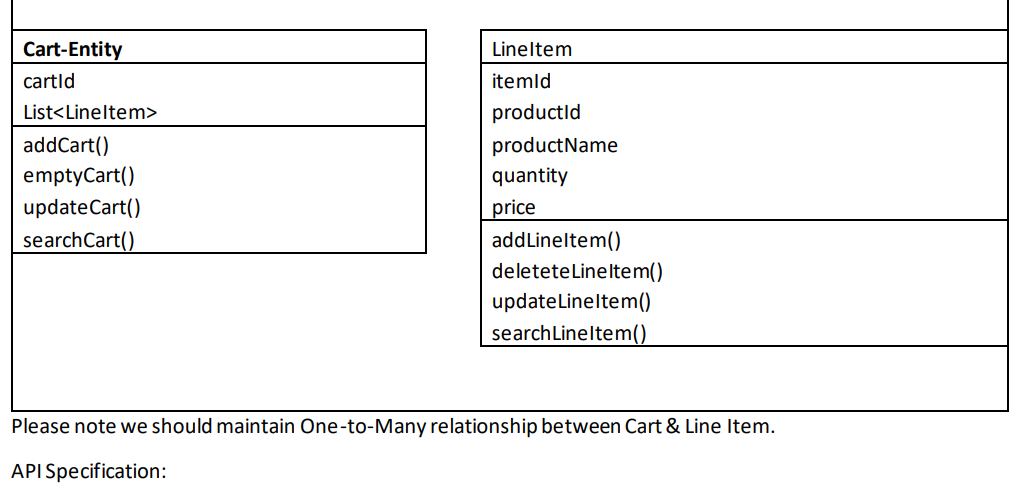 Cart-Entity
cartId
List<LineItem>
addCart()
emptyCart()
updateCart()
searchCart()
LineItem
itemId
productId
productName
quantity
price
addLineItem()
deleteteLineItem()
updateLineItem()
searchLineItem()
Please note we should maintain One-to-Many relationship between Cart & Line Item.
API Specification: